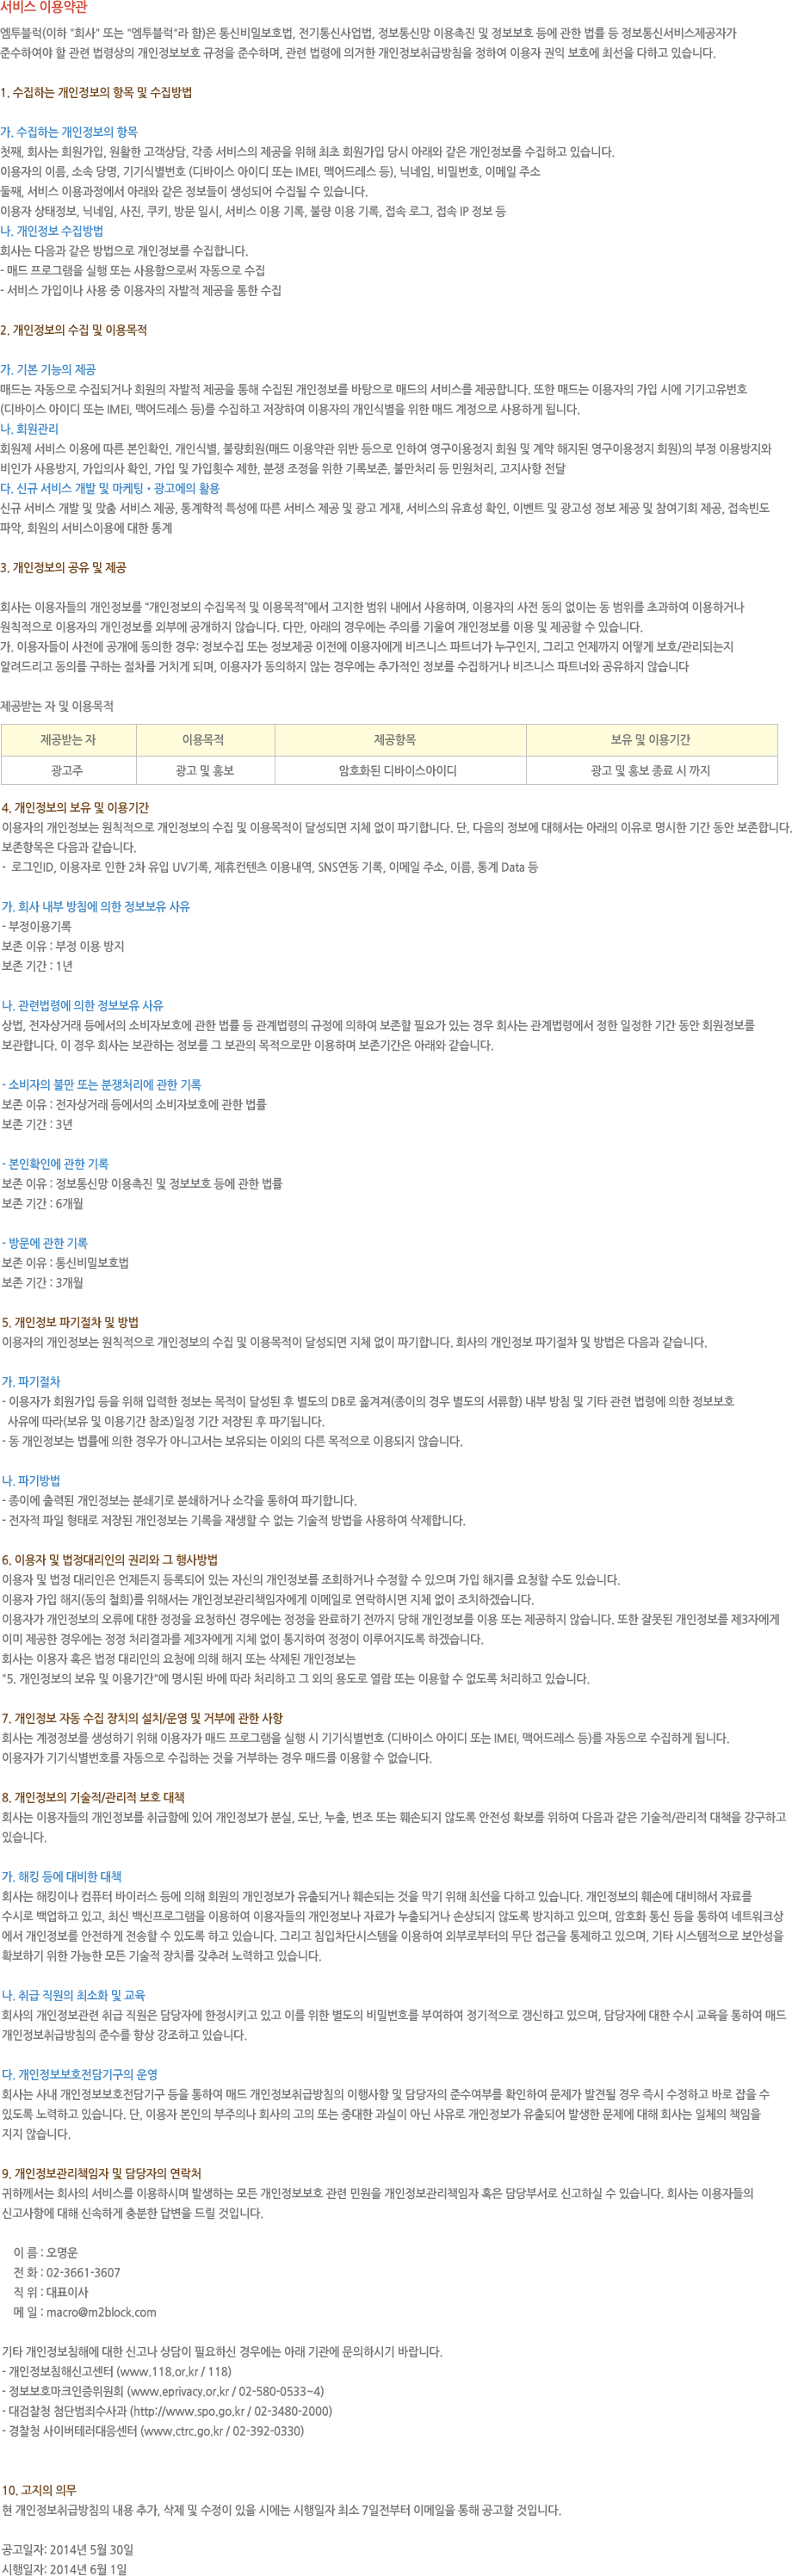 서비스 이용약관
엠투블럭(이하 "회사" 또는 "엠투블럭"라 함)은 통신비밀보호법, 전기통신사업법, 정보통신망 이용촉진 및 정보보호 등에 관한 법률 등 정보통신서비스제공자가
준수하여야 할 관련 법령상의 개인정보보호 규정을 준수하며, 관련 법령에 의거한 개인정보취급방침을 정하여 이용자 권익 보호에 최선을 다하고 있습니다.
1. 수집하는 개인정보의 항목 및 수집방법
가. 수집하는 개인정보의 항목
첫째, 회사는 회원가입, 원활한 고객상담, 각종 서비스의 제공을 위해 최초 회원가입 당시 아래와 같은 개인정보를 수집하고 있습니다.
이용자의 이름, 소속 당명, 기기식별번호 (디바이스 아이디 또는 IMEI, 맥어드레스 등), 닉네임, 비밀번호, 이메일 주소
둘째, 서비스 이용과정에서 아래와 같은 정보들이 생성되어 수집될 수 있습니다.
이용자 상태정보, 닉네임, 사진, 쿠키, 방문 일시, 서비스 이용 기록, 불량 이용 기록, 접속 로그, 접속 IP 정보 등
나. 개인정보 수집방법
회사는 다음과 같은 방법으로 개인정보를 수집합니다.
- 매드 프로그램을 실행 또는 사용함으로써 자동으로 수집
- 서비스 가입이나 사용 중 이용자의 자발적 제공을 통한 수집
2. 개인정보의 수집 및 이용목적
가. 기본 기능의 제공
매드는 자동으로 수집되거나 회원의 자발적 제공을 통해 수집된 개인정보를 바탕으로 매드의 서비스를 제공합니다. 또한 매드는 이용자의 가입 시에 기기고유번호
(디바이스 아이디 또는 IMEI, 맥어드레스 등)를 수집하고 저장하여 이용자의 개인식별을 위한 매드 계정으로 사용하게 됩니다.
나. 회원관리
회원제 서비스 이용에 따른 본인확인, 개인식별, 불량회원(매드 이용약관 위반 등으로 인하여 영구이용정지 회원 및 계약 해지된 영구이용정지 회원)의 부정 이용방지와
비인가 사용방지, 가입의사 확인, 가입 및 가입횟수 제한, 분쟁 조정을 위한 기록보존, 불만처리 등 민원처리, 고지사항 전달
다. 신규 서비스 개발 및 마케팅 • 광고에의 활용
신규 서비스 개발 및 맞춤 서비스 제공, 통계학적 특성에 따른 서비스 제공 및 광고 게재, 서비스의 유효성 확인, 이벤트 및 광고성 정보 제공 및 참여기회 제공, 접속빈도
파악, 회원의 서비스이용에 대한 통계
3. 개인정보의 공유 및 제공
회사는 이용자들의 개인정보를 "개인정보의 수집목적 및 이용목적"에서 고지한 범위 내에서 사용하며, 이용자의 사전 동의 없이는 동 범위를 초과하여 이용하거나
원칙적으로 이용자의 개인정보를 외부에 공개하지 않습니다. 다만, 아래의 경우에는 주의를 기울여 개인정보를 이용 및 제공할 수 있습니다.
가. 이용자들이 사전에 공개에 동의한 경우: 정보수집 또는 정보제공 이전에 이용자에게 비즈니스 파트너가 누구인지, 그리고 언제까지 어떻게 보호/관리되는지
알려드리고 동의를 구하는 절차를 거치게 되며, 이용자가 동의하지 않는 경우에는 추가적인 정보를 수집하거나 비즈니스 파트너와 공유하지 않습니다
제공받는 자 및 이용목적
제공받는 자 이용목적 제공항목 보유 및 이용기간
광고주 광고 및 홍보 암호화된 디바이스아이디 광고 및 홍보 종료 시 까지
4. 개인정보의 보유 및 이용기간
이용자의 개인정보는 원칙적으로 개인정보의 수집 및 이용목적이 달성되면 지체 없이 파기합니다. 단, 다음의 정보에 대해서는 아래의 이유로 명시한 기간 동안 보존합니다.
보존항목은 다음과 같습니다.
- 로그인ID, 이용자로 인한 2차 유입 UV기록, 제휴컨텐츠 이용내역, SNS연동 기록, 이메일 주소, 이름, 통계 Data 등
가. 회사 내부 방침에 의한 정보보유 사유
- 부정이용기록
보존 이유 : 부정 이용 방지
보존 기간 : 1년
나. 관련법령에 의한 정보보유 사유
상법, 전자상거래 등에서의 소비자보호에 관한 법률 등 관계법령의 규정에 의하여 보존할 필요가 있는 경우 회사는 관계법령에서 정한 일정한 기간 동안 회원정보를
보관합니다. 이 경우 회사는 보관하는 정보를 그 보관의 목적으로만 이용하며 보존기간은 아래와 같습니다.
- 소비자의 불만 또는 분쟁처리에 관한 기록
보존 이유 : 전자상거래 등에서의 소비자보호에 관한 법률
보존 기간 : 3년
- 본인확인에 관한 기록
보존 이유 : 정보통신망 이용촉진 및 정보보호 등에 관한 법률
보존 기간 : 6개월
- 방문에 관한 기록
보존 이유 : 통신비밀보호법
보존 기간 : 3개월
5. 개인정보 파기절차 및 방법
이용자의 개인정보는 원칙적으로 개인정보의 수집 및 이용목적이 달성되면 지체 없이 파기합니다. 회사의 개인정보 파기절차 및 방법은 다음과 같습니다.
가. 파기절차
- 이용자가 회원가입 등을 위해 입력한 정보는 목적이 달성된 후 별도의 DB로 옮겨져(종이의 경우 별도의 서류함) 내부 방침 및 기타 관련 법령에 의한 정보보호
사유에 따라(보유 및 이용기간 참조)일정 기간 저장된 후 파기됩니다.
- 동 개인정보는 법률에 의한 경우가 아니고서는 보유되는 이외의 다른 목적으로 이용되지 않습니다.
나. 파기방법
- 종이에 출력된 개인정보는 분쇄기로 분쇄하거나 소각을 통하여 파기합니다.
- 전자적 파일 형태로 저장된 개인정보는 기록을 재생할 수 없는 기술적 방법을 사용하여 삭제합니다.
6. 이용자 및 법정대리인의 권리와 그 행사방법
이용자 및 법정 대리인은 언제든지 등록되어 있는 자신의 개인정보를 조회하거나 수정할 수 있으며 가입 해지를 요청할 수도 있습니다.
이용자 가입 해지(동의 철회)를 위해서는 개인정보관리책임자에게 이메일로 연락하시면 지체 없이 조치하겠습니다.
이용자가 개인정보의 오류에 대한 정정을 요청하신 경우에는 정정을 완료하기 전까지 당해 개인정보를 이용 또는 제공하지 않습니다. 또한 잘못된 개인정보를 제3자에게
이미 제공한 경우에는 정정 처리결과를 제3자에게 지체 없이 통지하여 정정이 이루어지도록 하겠습니다.
회사는 이용자 혹은 법정 대리인의 요청에 의해 해지 또는 삭제된 개인정보는
"5. 개인정보의 보유 및 이용기간"에 명시된 바에 따라 처리하고 그 외의 용도로 열람 또는 이용할 수 없도록 처리하고 있습니다.
7. 개인정보 자동 수집 장치의 설치/운영 및 거부에 관한 사항
회사는 계정정보를 생성하기 위해 이용자가 매드 프로그램을 실행 시 기기식별번호 (디바이스 아이디 또는 IMEI, 맥어드레스 등)를 자동으로 수집하게 됩니다.
이용자가 기기식별번호를 자동으로 수집하는 것을 거부하는 경우 매드를 이용할 수 없습니다.
8. 개인정보의 기술적/관리적 보호 대책
회사는 이용자들의 개인정보를 취급함에 있어 개인정보가 분실, 도난, 누출, 변조 또는 훼손되지 않도록 안전성 확보를 위하여 다음과 같은 기술적/관리적 대책을 강구하고
있습니다.
가. 해킹 등에 대비한 대책
회사는 해킹이나 컴퓨터 바이러스 등에 의해 회원의 개인정보가 유출되거나 훼손되는 것을 막기 위해 최선을 다하고 있습니다. 개인정보의 훼손에 대비해서 자료를
수시로 백업하고 있고, 최신 백신프로그램을 이용하여 이용자들의 개인정보나 자료가 누출되거나 손상되지 않도록 방지하고 있으며, 암호화 통신 등을 통하여 네트워크상
에서 개인정보를 안전하게 전송할 수 있도록 하고 있습니다. 그리고 침입차단시스템을 이용하여 외부로부터의 무단 접근을 통제하고 있으며, 기타 시스템적으로 보안성을
확보하기 위한 가능한 모든 기술적 장치를 갖추려 노력하고 있습니다.
나. 취급 직원의 최소화 및 교육
회사의 개인정보관련 취급 직원은 담당자에 한정시키고 있고 이를 위한 별도의 비밀번호를 부여하여 정기적으로 갱신하고 있으며, 담당자에 대한 수시 교육을 통하여 매드
개인정보취급방침의 준수를 항상 강조하고 있습니다.
다. 개인정보보호전담기구의 운영
회사는 사내 개인정보보호전담기구 등을 통하여 매드 개인정보취급방침의 이행사항 및 담당자의 준수여부를 확인하여 문제가 발견될 경우 즉시 수정하고 바로 잡을 수
있도록 노력하고 있습니다. 단, 이용자 본인의 부주의나 회사의 고의 또는 중대한 과실이 아닌 사유로 개인정보가 유출되어 발생한 문제에 대해 회사는 일체의 책임을
지지 않습니다.
9. 개인정보관리책임자 및 담당자의 연락처
귀하께서는 회사의 서비스를 이용하시며 발생하는 모든 개인정보보호 관련 민원을 개인정보관리책임자 혹은 담당부서로 신고하실 수 있습니다. 회사는 이용자들의
신고사항에 대해 신속하게 충분한 답변을 드릴 것입니다.
이 름 : 오명운
전 화 : 02-3661-3607
직 위 : 대표이사
메 일 : macro@m2block.com
기타 개인정보침해에 대한 신고나 상담이 필요하신 경우에는 아래 기관에 문의하시기 바랍니다.
- 개인정보침해신고센터 (www.118.or.kr / 118)
- 정보보호마크인증위원회 (www.eprivacy.or.kr / 02-580-0533~4)
- 대검찰청 첨단범죄수사과 (http://www.spo.go.kr / 02-3480-2000)
- 경찰청 사이버테러대응센터 (www.ctrc.go.kr / 02-392-0330)
10. 고지의 의무
현 개인정보취급방침의 내용 추가, 삭제 및 수정이 있을 시에는 시행일자 최소 7일전부터 이메일을 통해 공고할 것입니다.
공고일자: 2014년 5월 30일
시행일자: 2014년 6월 1일